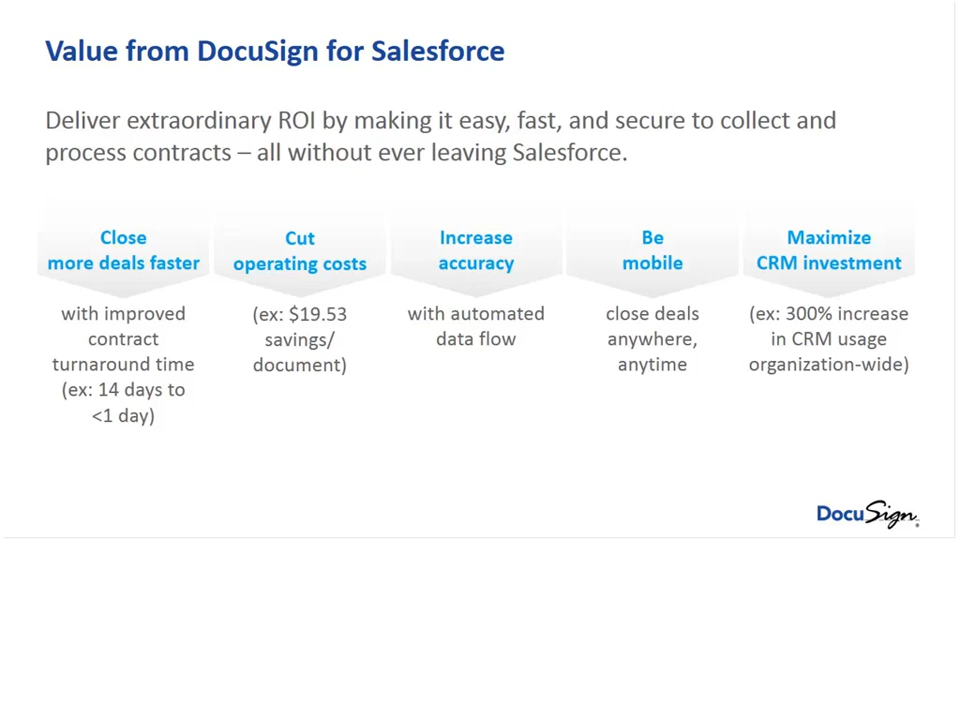 Value from DocuSign for Salesforce
Deliver extraordinary ROI by making it easy, fast, and secure to collect and
process contracts – all without ever leaving Salesforce.
Close
more deals faster
with improved
contract
turnaround time
(ex: 14 days to
<1 day)
Cut
operating costs
(ex: $19.53
savings/
document)
Increase
accuracy
with automated
data flow
Be
mobile
close deals
anywhere,
anytime
Maximize
CRM investment
(ex: 300% increase
in CRM usage
organization-wide)
DocuSign